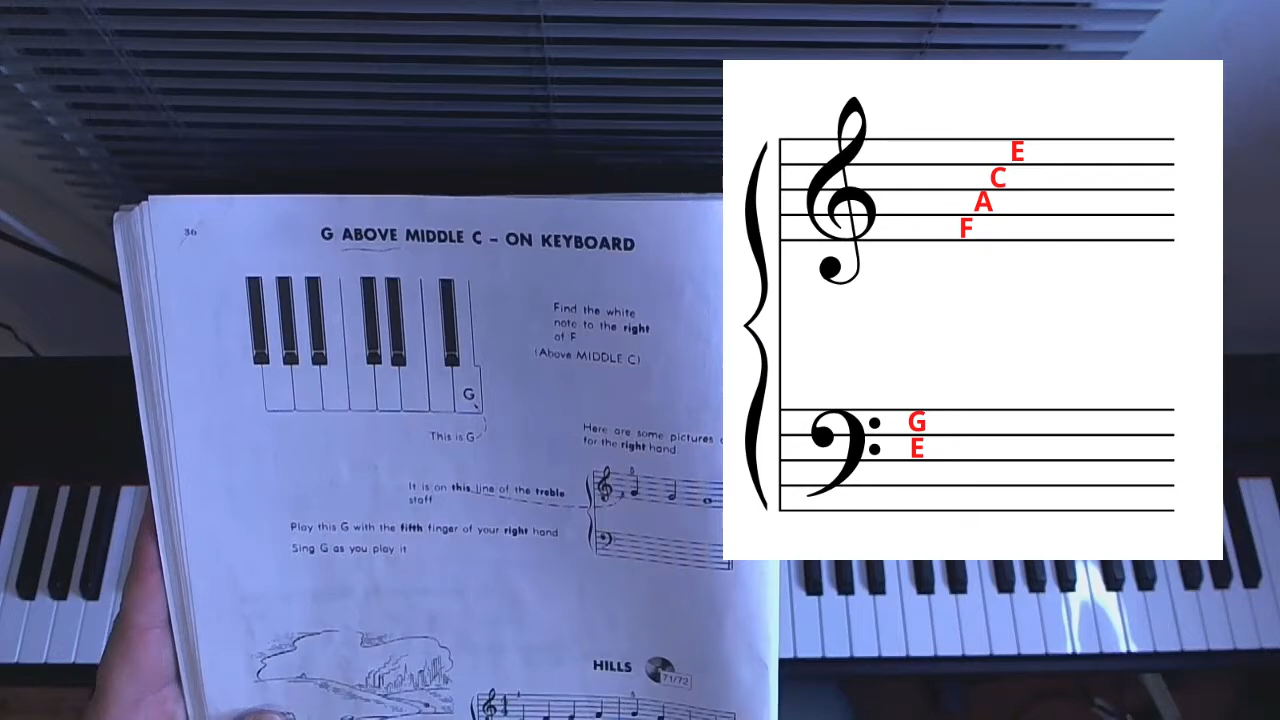 36
G ABOVE MIDDLE C – ON KEYBOARD
Find the white
note to the right
of F
(Above MIDDLE C)
G
This is G
Here are some pictures
for the right hand
It is on this line of the treble
staff
Play this G with the fifth finger of your right hand
Sing G as you play it
HILLS
71/72
E
C
A
F
G
E